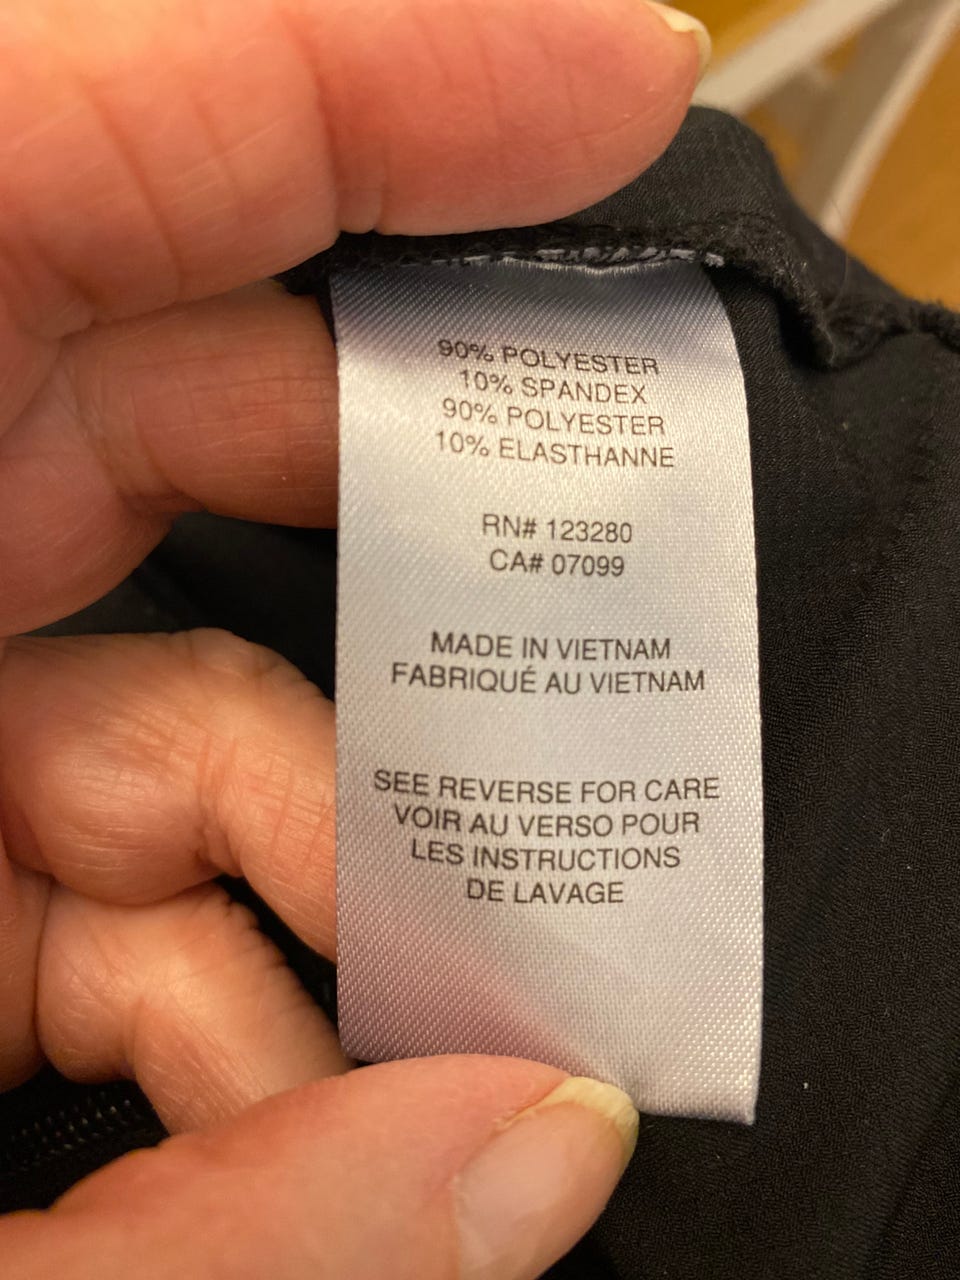 90% POLYESTER
10% SPANDEX
90% POLYESTER
10% ELASTHANNE
RN# 123280
CA# 07099
MADE IN VIETNAM
FABRIQUÉ AU VIETNAM
SEE REVERSE FOR CARE
VOIR AU VERSO POUR
LES INSTRUCTIONS
DE LAVAGE